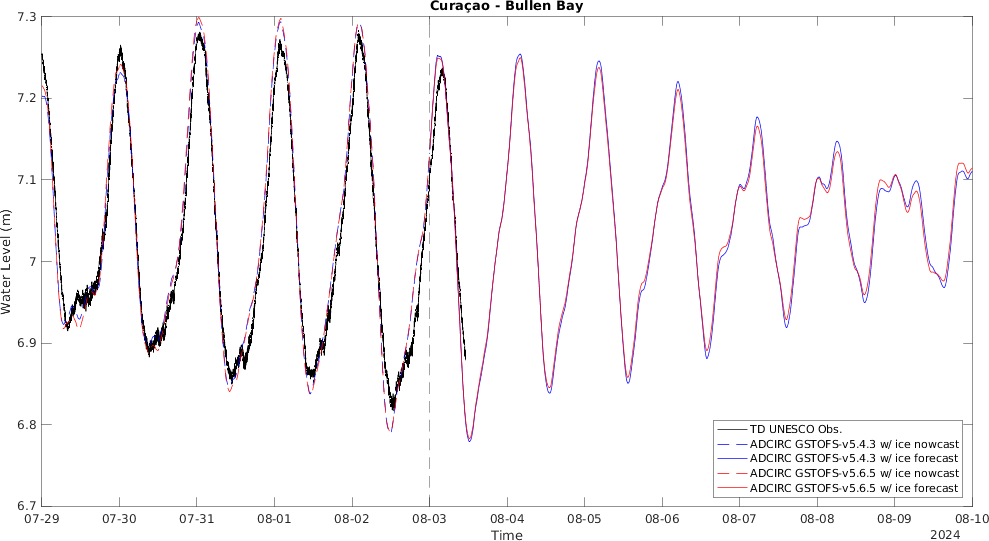 Curaçao - Bullen Bay
7.3
7.2
7.1
7
6.9
6.8
6.7
Water Level (m)
07-29 07-30 07-31 08-01 08-02 08-03 08-04 08-05 08-06 08-07 08-08 08-09 08-10
Time
2024
TD UNESCO Obs.
ADCIRC GSTOFS-v5.4.3 w/ ice nowcast
ADCIRC GSTOFS-v5.4.3 w/ ice forecast
ADCIRC GSTOFS-v5.6.5 w/ ice nowcast
ADCIRC GSTOFS-v5.6.5 w/ ice forecast